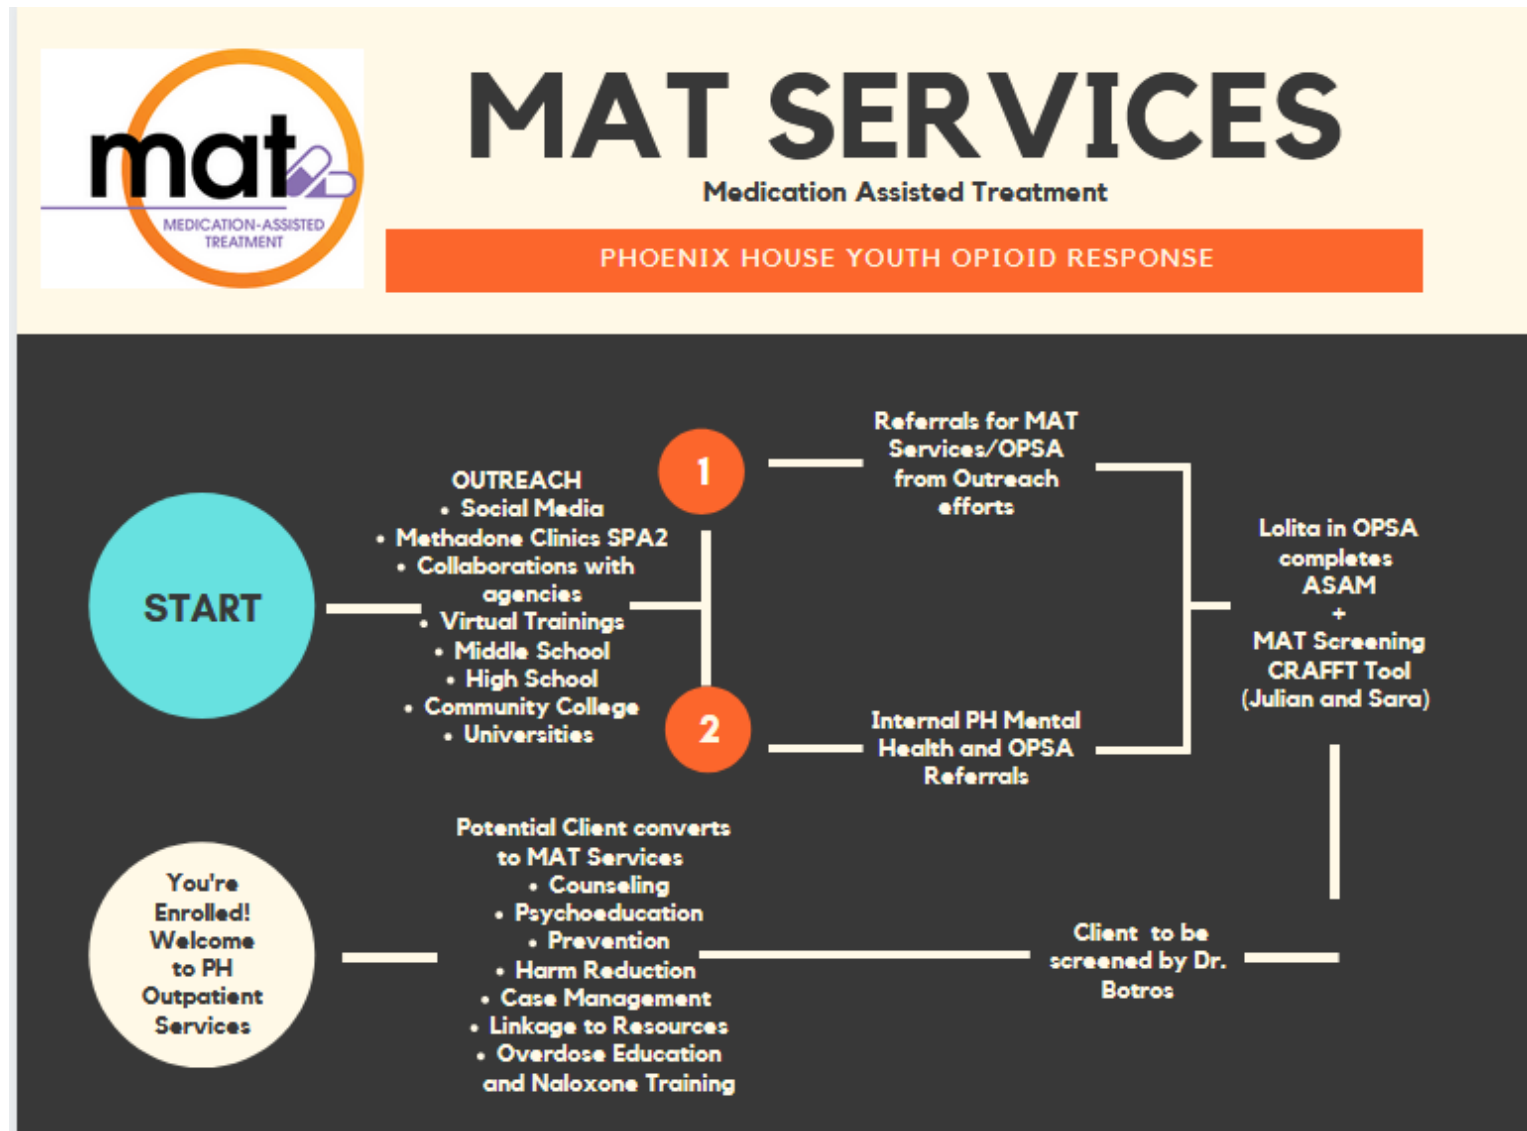 mat
MEDICATION-ASSISTED
TREATMENT
MAT SERVICES
Medication Assisted Treatment
PHOENIX HOUSE YOUTH OPIOID RESPONSE
START
OUTREACH
• Social Media
• Methadone Clinics SPA2
• Collaborations with
agencies
• Virtual Trainings
• Middle School
• High School
• Community College
• Universities
1
Referrals for MAT
Services/OPSA
from Outreach
efforts
2
Internal PH Mental
Health and OPSA
Referrals
Lolita in OPSA
completes
ASAM
+
MAT Screening
CRAFFT Tool
(Julian and Sara)
Client to be
screened by Dr.
Botros
Potential Client converts
to MAT Services
• Counseling
• Psychoeducation
• Prevention
• Harm Reduction
• Case Management
• Linkage to Resources
• Overdose Education
and Naloxone Training
You're
Enrolled!
Welcome
to PH
Outpatient
Services